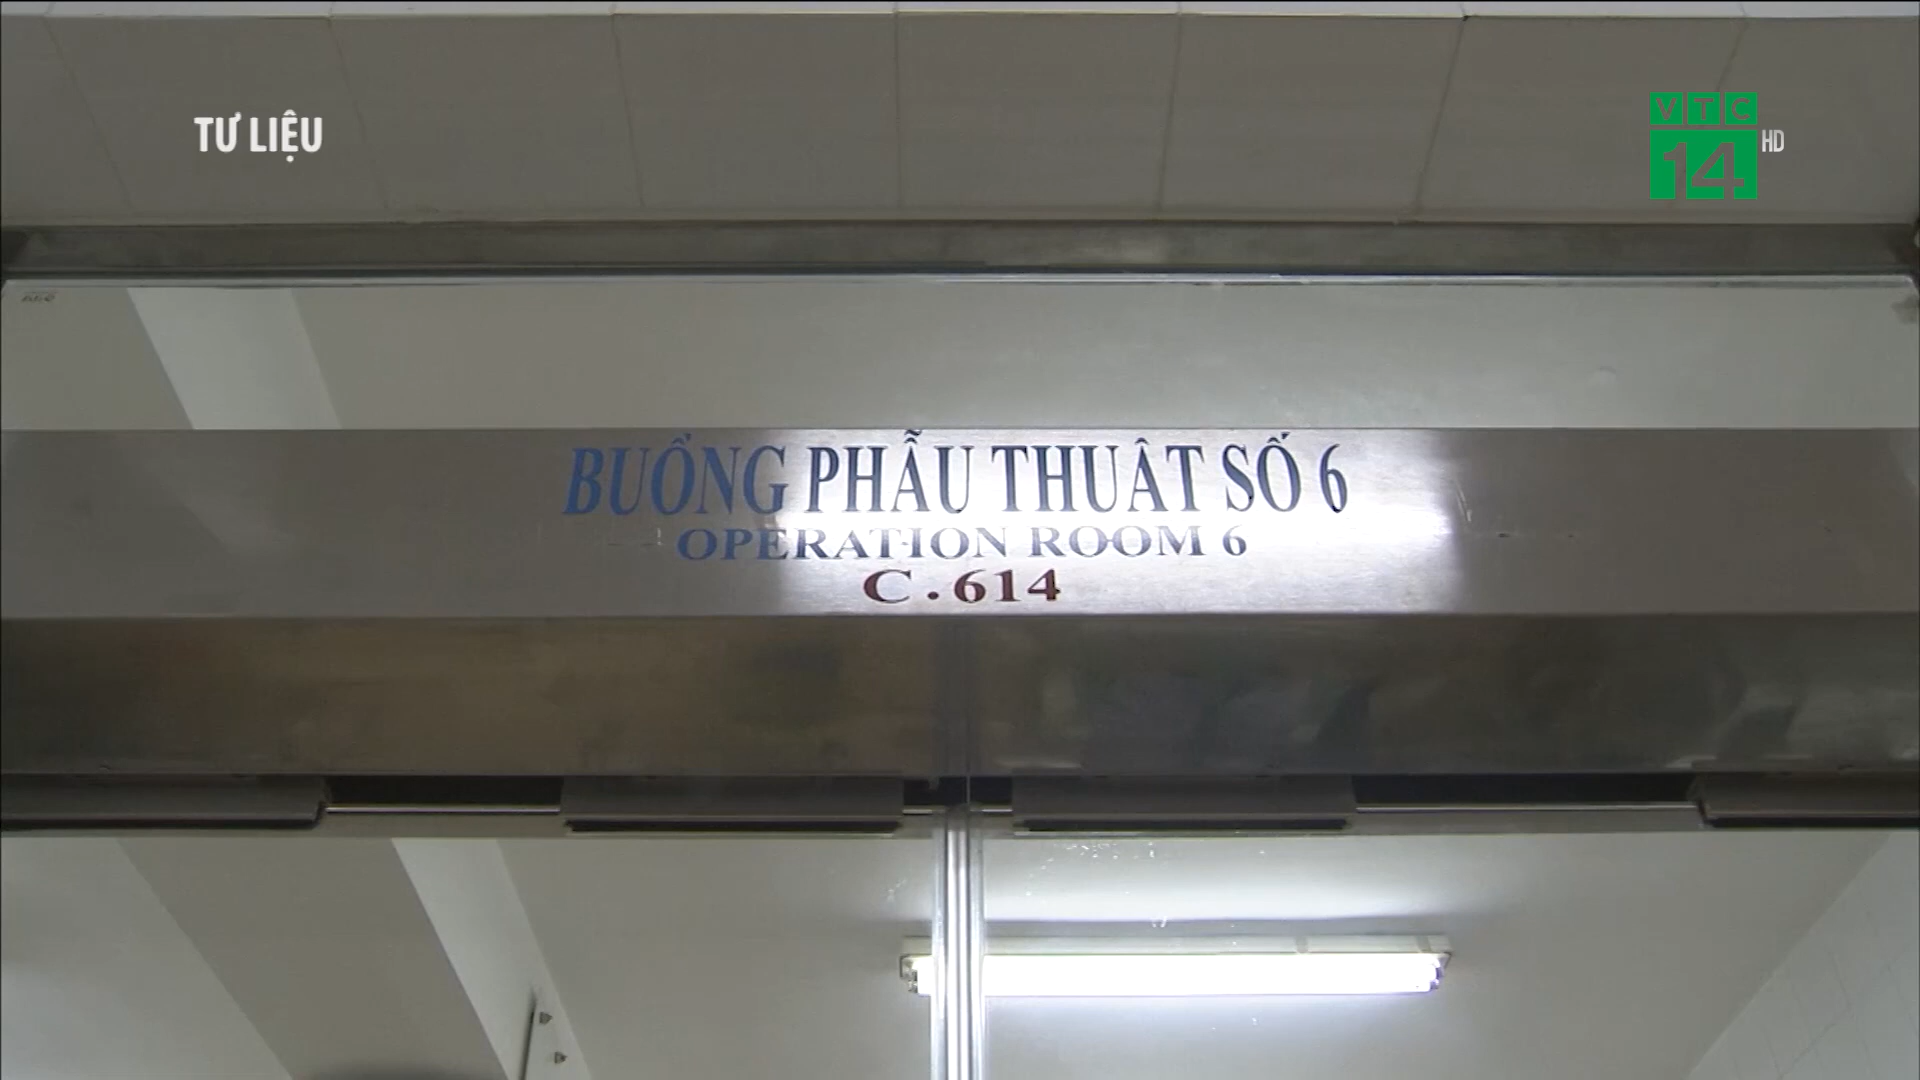 TƯ LIỆU
VTC
14 HD
BUỒNG PHẪU THUẬT SỐ 6
OPERATION ROOM 6
C.614